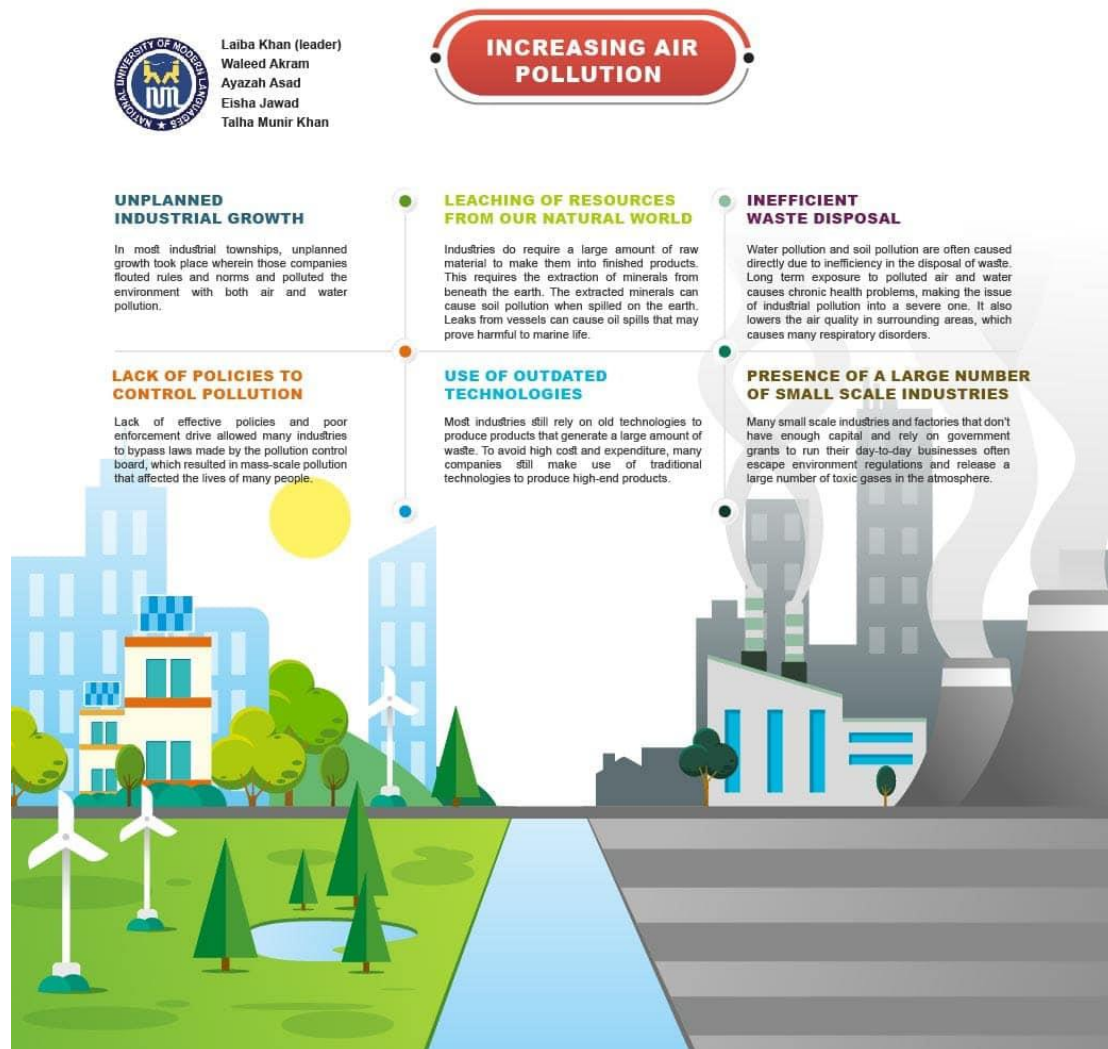 NATIONAL UNIVERSITY OF MODERN LANGUAGES
NUML
Laiba Khan (leader)
Waleed Akram
Ayazah Asad
Eisha Jawad
Talha Munir Khan
INCREASING AIR
POLLUTION
UNPLANNED
INDUSTRIAL GROWTH
In most industrial townships, unplanned
growth took place wherein those companies
flouted rules and norms and polluted the
environment with both air and water
pollution.
LEACHING OF RESOURCES
FROM OUR NATURAL WORLD
Industries do require a large amount of raw
material to make them into finished products.
This requires the extraction of minerals from
beneath the earth. The extracted minerals can
cause soil pollution when spilled on the earth.
Leaks from vessels can cause oil spills that may
prove harmful to marine life.
INEFFICIENT
WASTE DISPOSAL
Water pollution and soil pollution are often caused
directly due to inefficiency in the disposal of waste.
Long term exposure to polluted air and water
causes chronic health problems, making the issue
of industrial pollution into a severe one. It also
lowers the air quality in surrounding areas, which
causes many respiratory disorders.
LACK OF POLICIES TO
CONTROL POLLUTION
Lack of effective policies and poor
enforcement drive allowed many industries
to bypass laws made by the pollution control
board, which resulted in mass-scale pollution
that affected the lives of many people.
USE OF OUTDATED
TECHNOLOGIES
Most industries still rely on old technologies to
produce products that generate a large amount of
waste. To avoid high cost and expenditure, many
companies still make use of traditional
technologies to produce high-end products.
PRESENCE OF A LARGE NUMBER
OF SMALL SCALE INDUSTRIES
Many small scale industries and factories that don't
have enough capital and rely on government
grants to run their day-to-day businesses often
escape environment regulations and release a
large number of toxic gases in the atmosphere.